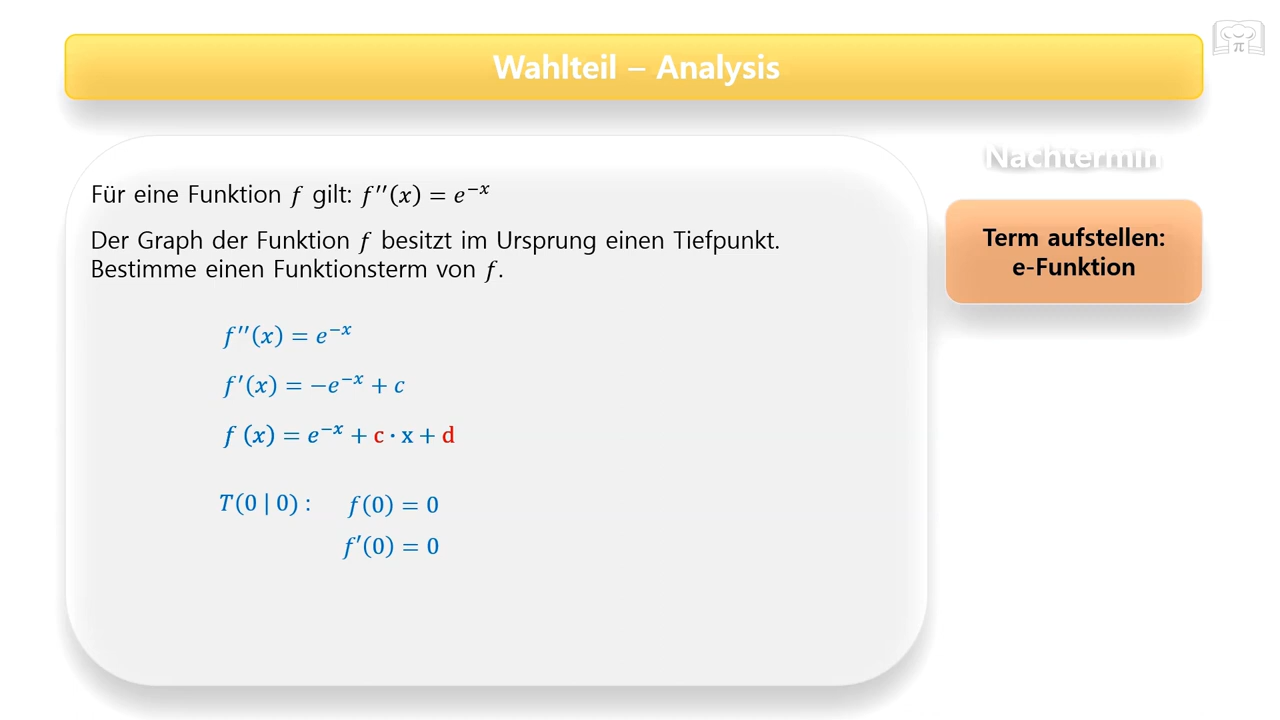 Wahlteil – Analysis
π
Nachtermin
Für eine Funktion f gilt: f''(x) = e⁻ˣ
Term aufstellen:
e-Funktion
Der Graph der Funktion f besitzt im Ursprung einen Tiefpunkt.
Bestimme einen Funktionsterm von f.
f''(x) = e⁻ˣ
f'(x) = −e⁻ˣ + c
f (x) = e⁻ˣ + c · x + d
T(0 | 0) : f(0) = 0
f'(0) = 0